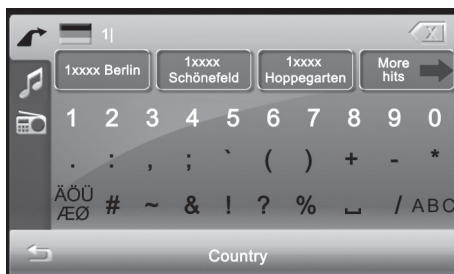 1
X
1xxxx Berlin
1xxxx
Schönefeld
1xxxx
Hoppegarten
More
hits
1 2 3 4 5 6 7 8 9 0
. : , ; ` ( ) + - *
ÄÖÜ
ÆØ # ~ & ! ? % ⎵ / ABC
Country